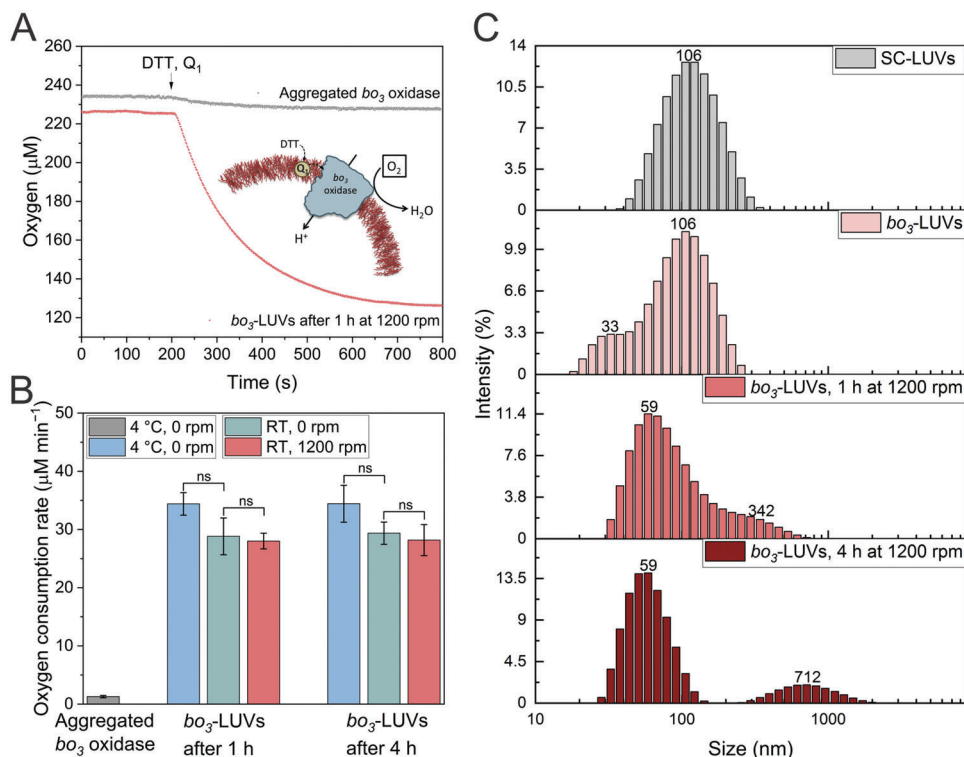 A
260
240
220
200
180
160
140
120
Oxygen (µM)
DTT, Q1
Aggregated bo3 oxidase
DTT
Q1
bo3
oxidase
O2
H2O
H+
bo3-LUVs after 1 h at 1200 rpm
0 100 200 300 400 500 600 700 800
Time (s)
B
50
40
30
20
10
0
Oxygen consumption rate (µM min−1)
4 °C, 0 rpm RT, 0 rpm
4 °C, 0 rpm RT, 1200 rpm
ns
ns
ns
ns
Aggregated
bo3 oxidase
bo3-LUVs
after 1 h
bo3-LUVs
after 4 h
C
Intensity (%)
14
10.5
7
3.5
0
106
SC-LUVs
9.9
6.6
3.3
0
33
106
bo3-LUVs
11.4
7.6
3.8
0
59
342
bo3-LUVs, 1 h at 1200 rpm
13.5
9
4.5
0
59
712
bo3-LUVs, 4 h at 1200 rpm
10 100 1000
Size (nm)